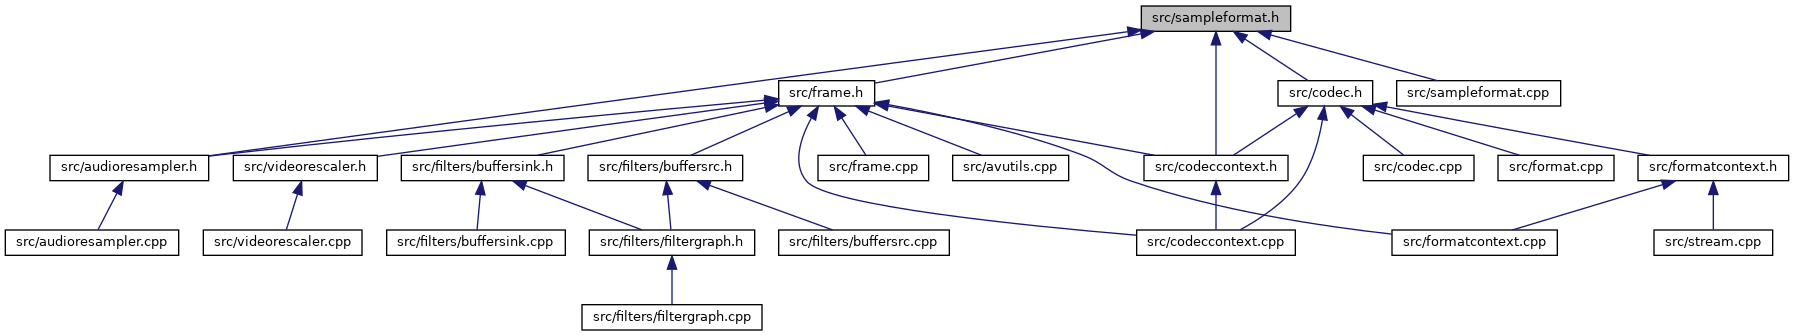 src/sampleformat.h
src/frame.h
src/codec.h
src/sampleformat.cpp
src/audioresampler.h
src/videorescaler.h
src/filters/buffersink.h
src/filters/buffersrc.h
src/frame.cpp
src/avutils.cpp
src/codeccontext.h
src/codec.cpp
src/format.cpp
src/formatcontext.h
src/audioresampler.cpp
src/videorescaler.cpp
src/filters/buffersink.cpp
src/filters/filtergraph.h
src/filters/buffersrc.cpp
src/codeccontext.cpp
src/formatcontext.cpp
src/stream.cpp
src/filters/filtergraph.cpp